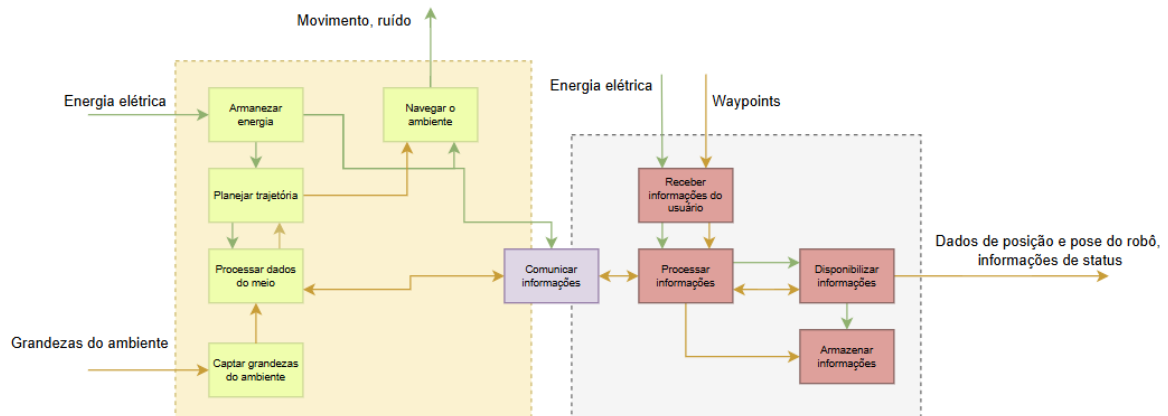 Movimento, ruído
Energia elétrica
Armanezar
energia
Navegar o
ambiente
Energia elétrica
Waypoints
Planejar trajetória
Receber
informações do
usuário
Processar dados
do meio
Comunicar
informações
Processar
informações
Disponibilizar
informações
Dados de posição e pose do robô,
informações de status
Grandezas do ambiente
Captar grandezas
do ambiente
Armazenar
informações